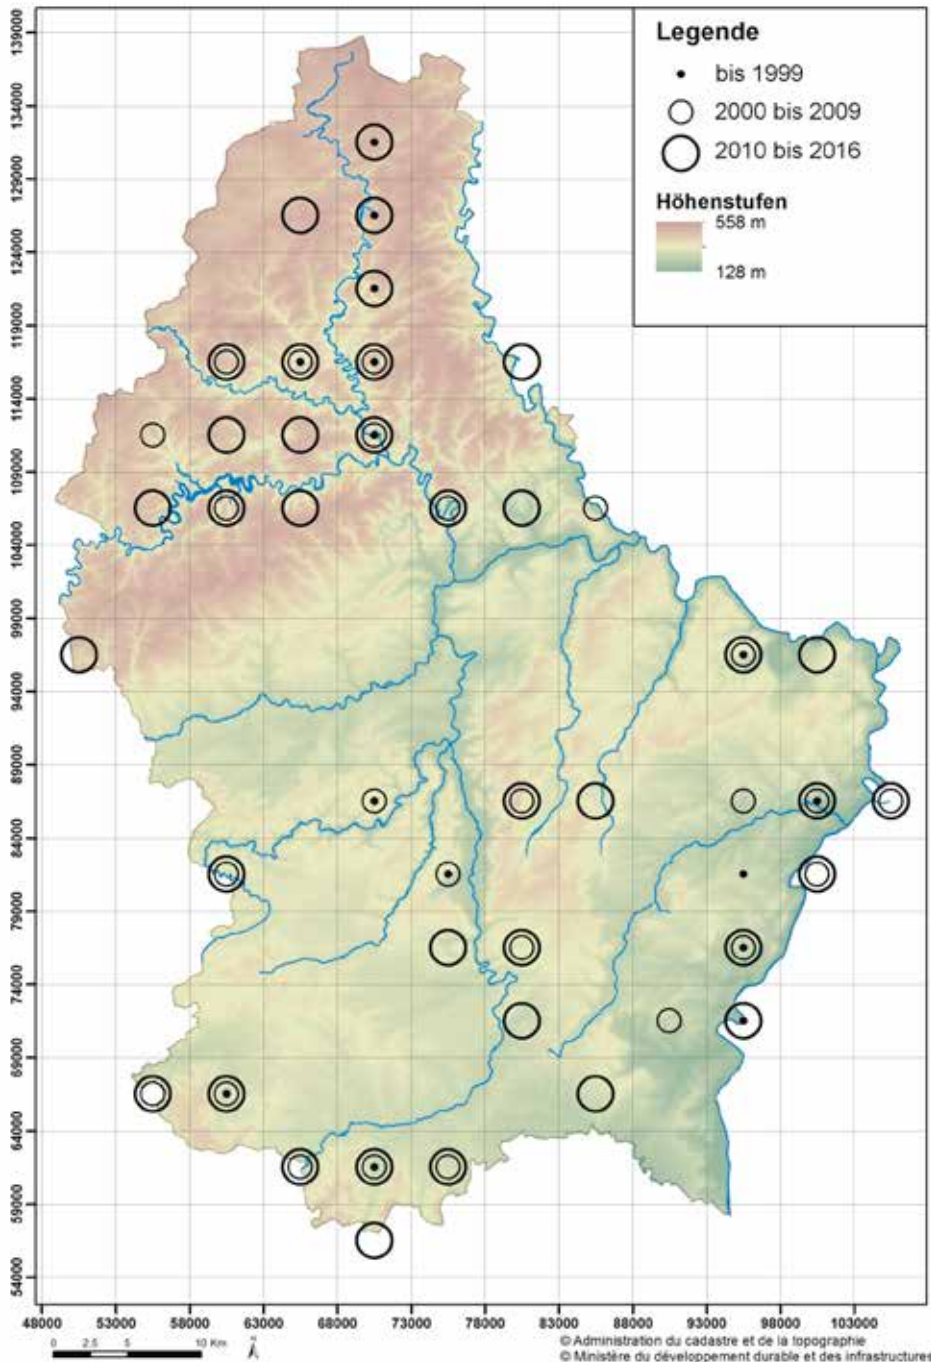 Legende
bis 1999
2000 bis 2009
2010 bis 2016
Höhenstufen
558 m
128 m
139000
134000
129000
124000
119000
114000
109000
104000
99000
94000
89000
84000
79000
74000
69000
64000
59000
54000
48000 53000 58000 63000 68000 73000 78000 83000 88000 93000 98000 103000
0 2.5 5 10 Km
N
© Administration du cadastre et de la topographie
© Ministère du développement durable et des infrastructures